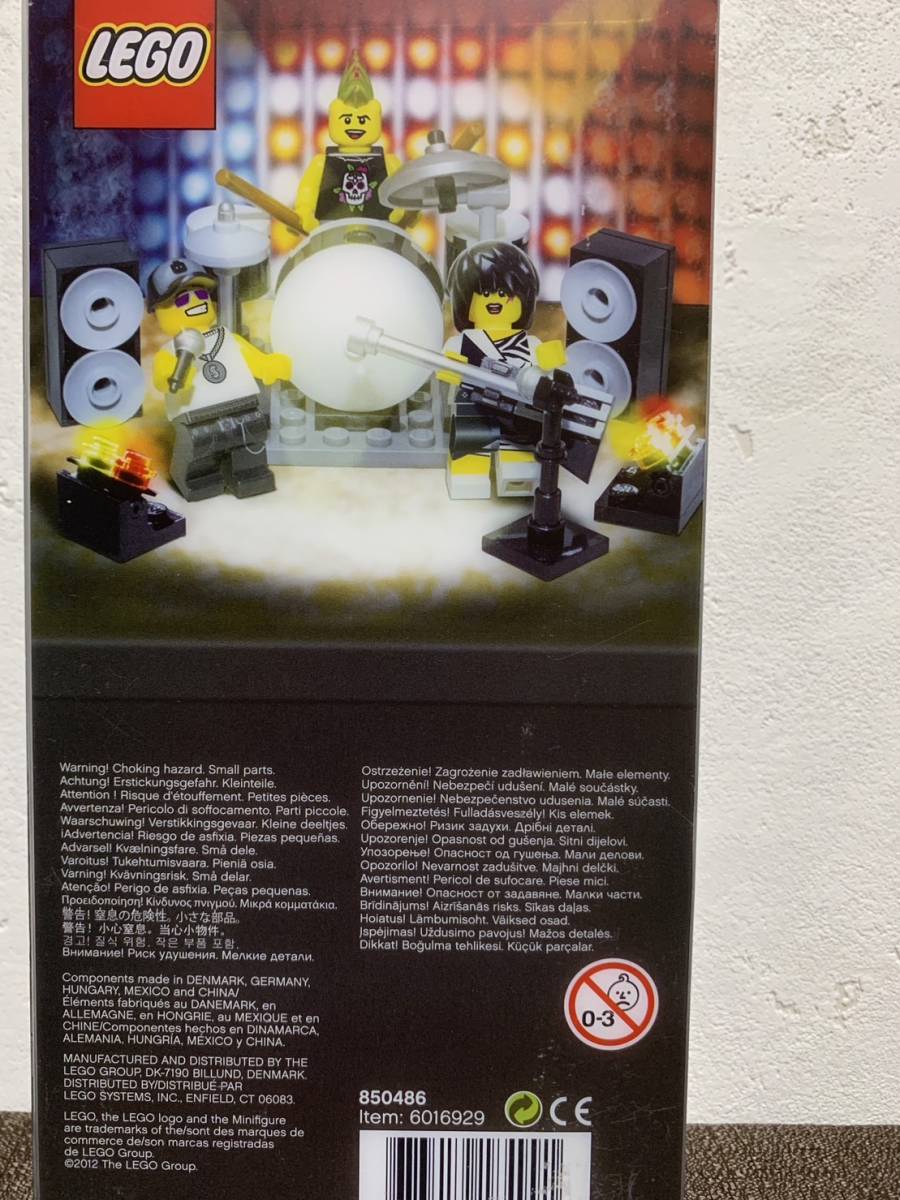 LEGO
Warning! Choking hazard. Small parts.
Achtung! Erstickungsgefahr. Kleinteile.
Attention ! Risque d'étouffement. Petites pièces.
Avvertenza! Pericolo di soffocamento. Parti piccole.
Waarschuwing! Verstikkingsgevaar. Kleine deeltjes.
¡Advertencia! Riesgo de asfixia. Piezas pequeñas.
Advarsel! Kvælningsfare. Små dele.
Varoitus! Tukehtumisvaara. Pieniä osia.
Varning! Kvävningsrisk. Små delar.
Atenção! Perigo de asfixia. Peças pequenas.
Προειδοποίηση! Κίνδυνος πνιγμού. Μικρά κομματάκια.
警告! 窒息の危険性。小さな部品。
警告! 小心窒息。当心小物件。
경고! 질식 위험. 작은 부품 포함.
Внимание! Риск удушения. Мелкие детали.
Ostrzeżenie! Zagrożenie zadławieniem. Małe elementy.
Upozornění! Nebezpečí udušení. Malé součástky.
Upozornenie! Nebezpečenstvo udusenia. Malé súčasti.
Figyelmeztetés! Fulladásveszély! Kis elemek.
Обережно! Ризик задухи. Дрібні деталі.
Upozorenje! Opasnost od gušenja. Sitni dijelovi.
Упозорење! Опасност од гушења. Мали делови.
Opozorilo! Nevarnost zadušitve. Majhni delčki.
Avertisment! Pericol de sufocare. Piese mici.
Внимание! Опасност от задавяне. Малки части.
Brīdinājums! Aizrīšanās risks. Sīkas daļas.
Hoiatus! Lämbumisoht. Väiksed osad.
Įspėjimas! Uždusimo pavojus! Mažos detalės.
Dikkat! Boğulma tehlikesi. Küçük parçalar.
Components made in DENMARK, GERMANY,
HUNGARY, MEXICO and CHINA/
Éléments fabriqués au DANEMARK, en
ALLEMAGNE, en HONGRIE, au MEXIQUE et en
CHINE/Componentes hechos en DINAMARCA,
ALEMANIA, HUNGRÍA, MÉXICO y CHINA.
MANUFACTURED AND DISTRIBUTED BY THE
LEGO GROUP, DK-7190 BILLUND, DENMARK.
DISTRIBUTED BY/DISTRIBUÉ PAR
LEGO SYSTEMS, INC., ENFIELD, CT 06083.
LEGO, the LEGO logo and the Minifigure
are trademarks of the/sont des marques de
commerce de/son marcas registradas
de LEGO Group.
©2012 The LEGO Group.
0-3
850486
Item: 6016929
CE